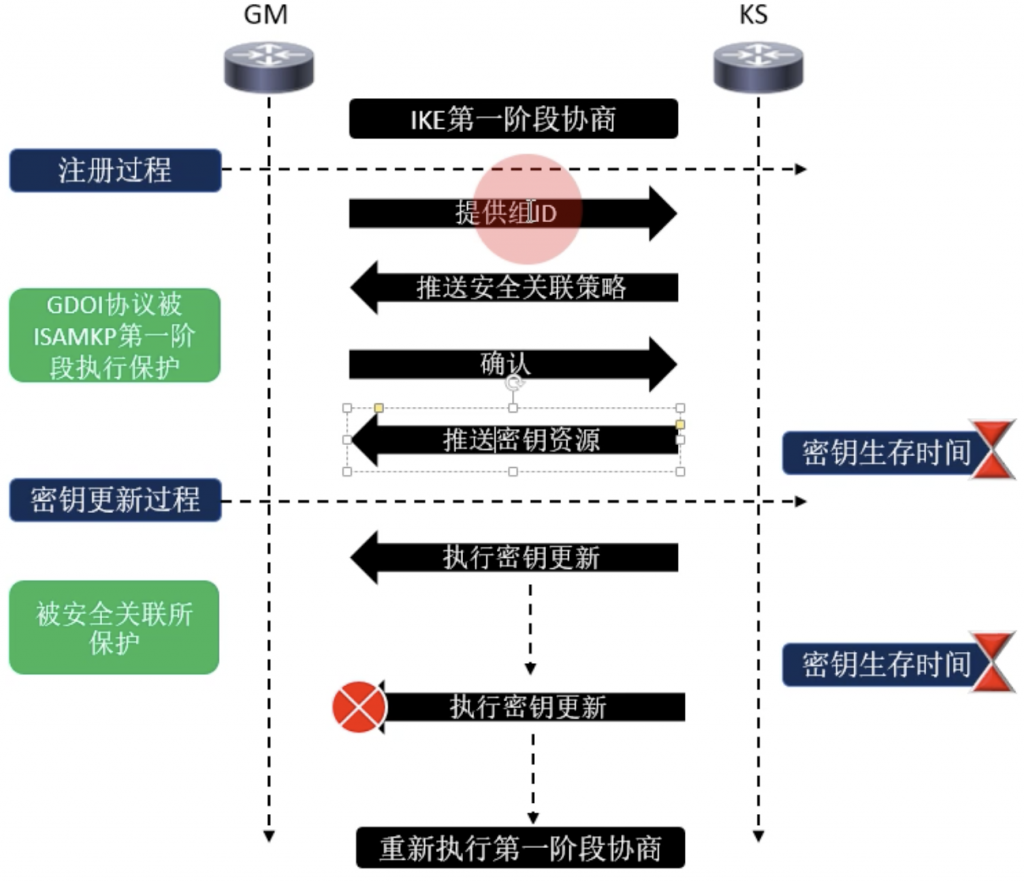 GM
KS
IKE第一阶段协商
注册过程
提供组ID
推送安全关联策略
GDOI协议被
ISAMKP第一阶
段执行保护
确认
推送密钥资源
密钥生存时间
密钥更新过程
执行密钥更新
被安全关联所
保护
密钥生存时间
执行密钥更新
重新执行第一阶段协商